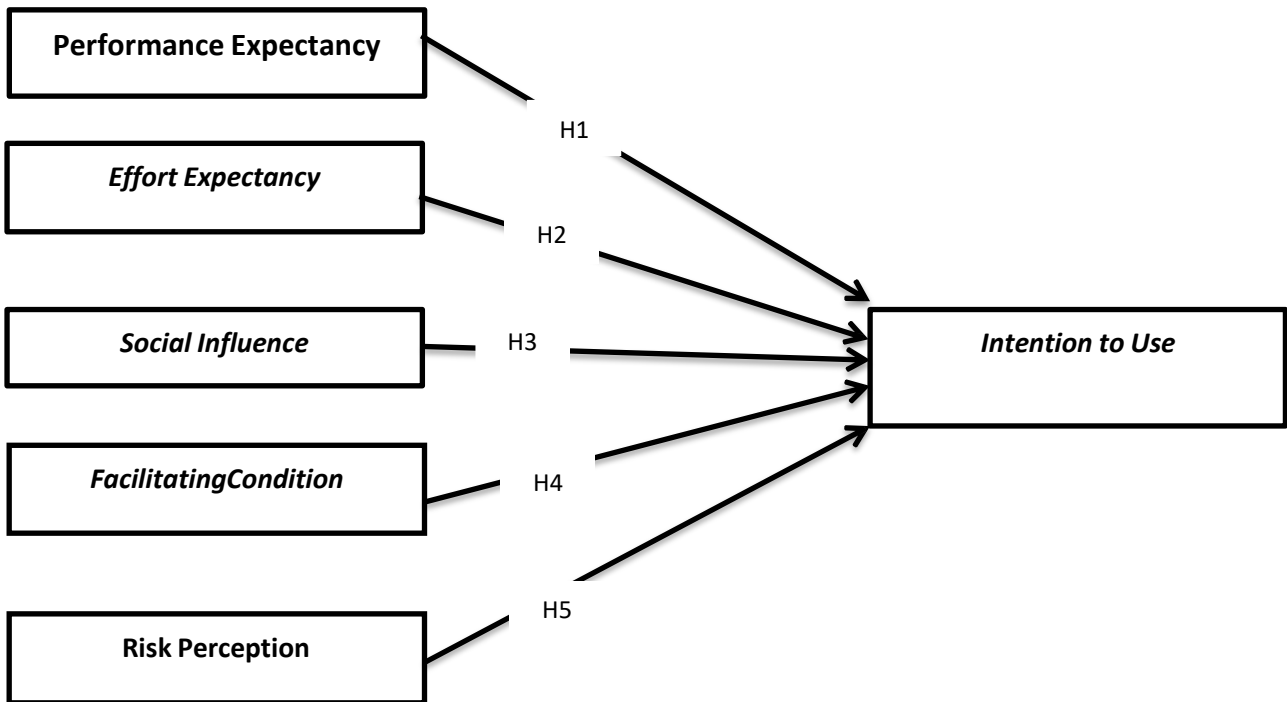 Performance Expectancy
H1
Effort Expectancy
H2
Social Influence
H3
Intention to Use
FacilitatingCondition
H4
H5
Risk Perception